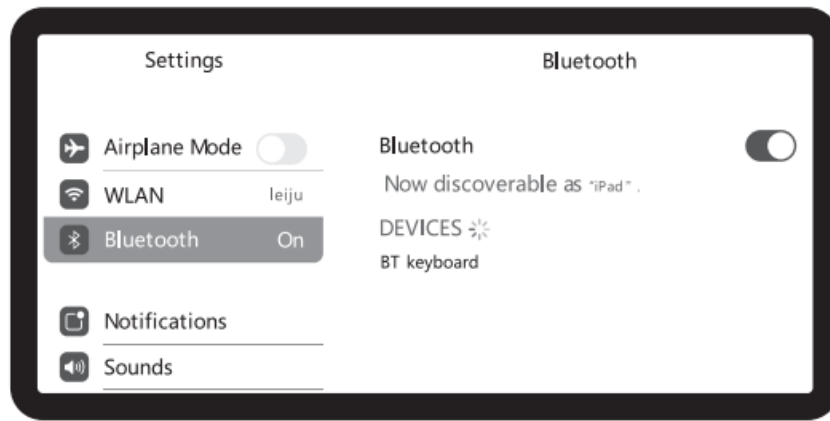 Settings
Airplane Mode
WLAN leiju
Bluetooth On
Notifications
Sounds
Bluetooth
Bluetooth
Now discoverable as "iPad".
DEVICES
BT keyboard